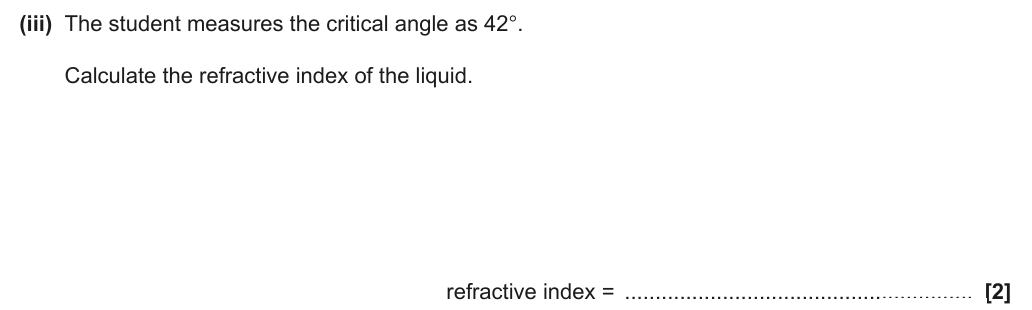 (iii) The student measures the critical angle as 42°.
Calculate the refractive index of the liquid.
refractive index = ......................................................... [2]